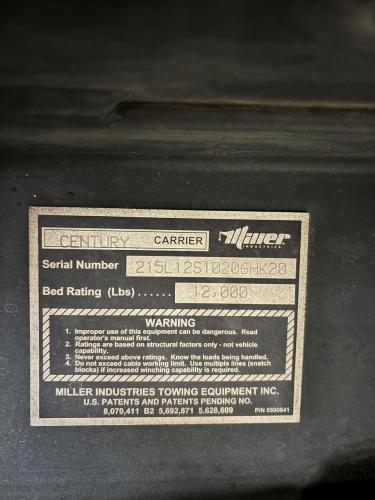 CENTURY CARRIER Miller
INDUSTRIES
Serial Number 215L12S10206HK20
Bed Rating (Lbs) ...... 12,000
WARNING
1. Improper use of this equipment can be dangerous. Read
operator's manual first.
2. Ratings are based on structural factors only - not vehicle
capability.
3. Never exceed above ratings. Know the loads being handled.
4. Do not exceed cable working limit. Use multiple lines (snatch
blocks) if increased winching capability is required.
MILLER INDUSTRIES TOWING EQUIPMENT INC.
U.S. PATENTS AND PATENTS PENDING NO.
8,070,411 B2 5,692,871 5,628,609 P/N 0500841